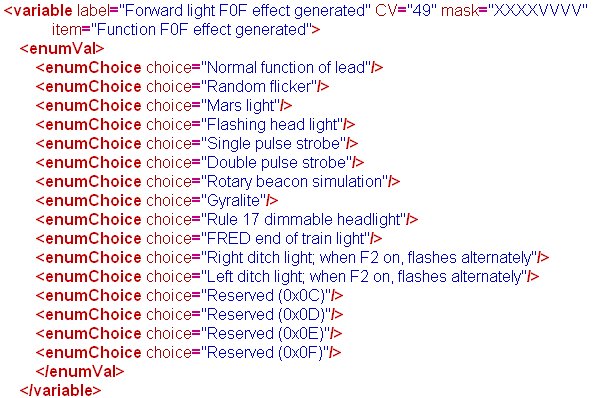 <variable label="Forward light F0F effect generated" CV="49" mask="XXXXVVVV"
item="Function F0F effect generated">
<enumVal>
<enumChoice choice="Normal function of lead"/>
<enumChoice choice="Random flicker"/>
<enumChoice choice="Mars light"/>
<enumChoice choice="Flashing head light"/>
<enumChoice choice="Single pulse strobe"/>
<enumChoice choice="Double pulse strobe"/>
<enumChoice choice="Rotary beacon simulation"/>
<enumChoice choice="Gyralite"/>
<enumChoice choice="Rule 17 dimmable headlight"/>
<enumChoice choice="FRED end of train light"/>
<enumChoice choice="Right ditch light; when F2 on, flashes alternately"/>
<enumChoice choice="Left ditch light; when F2 on, flashes alternately"/>
<enumChoice choice="Reserved (0x0C)"/>
<enumChoice choice="Reserved (0x0D)"/>
<enumChoice choice="Reserved (0x0E)"/>
<enumChoice choice="Reserved (0x0F)"/>
</enumVal>
</variable>